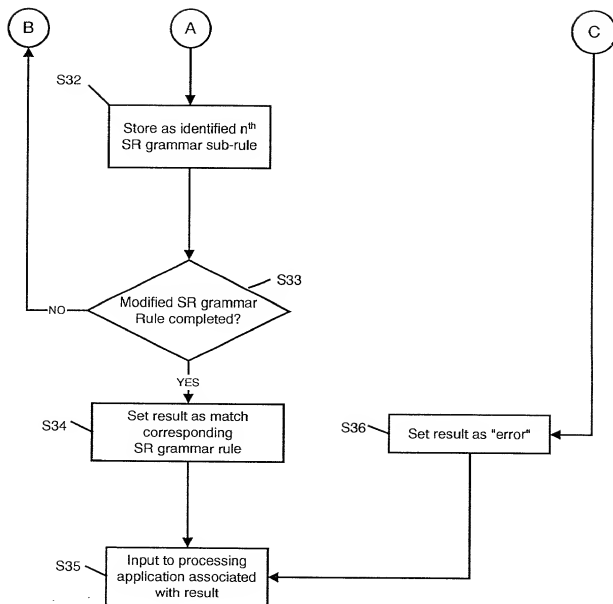 B
A
C
S32
Store as identified nth
SR grammar sub-rule
S33
Modified SR grammar
Rule completed?
NO
YES
S34
Set result as match
corresponding
SR grammar rule
S36
Set result as "error"
S35
Input to processing
application associated
with result